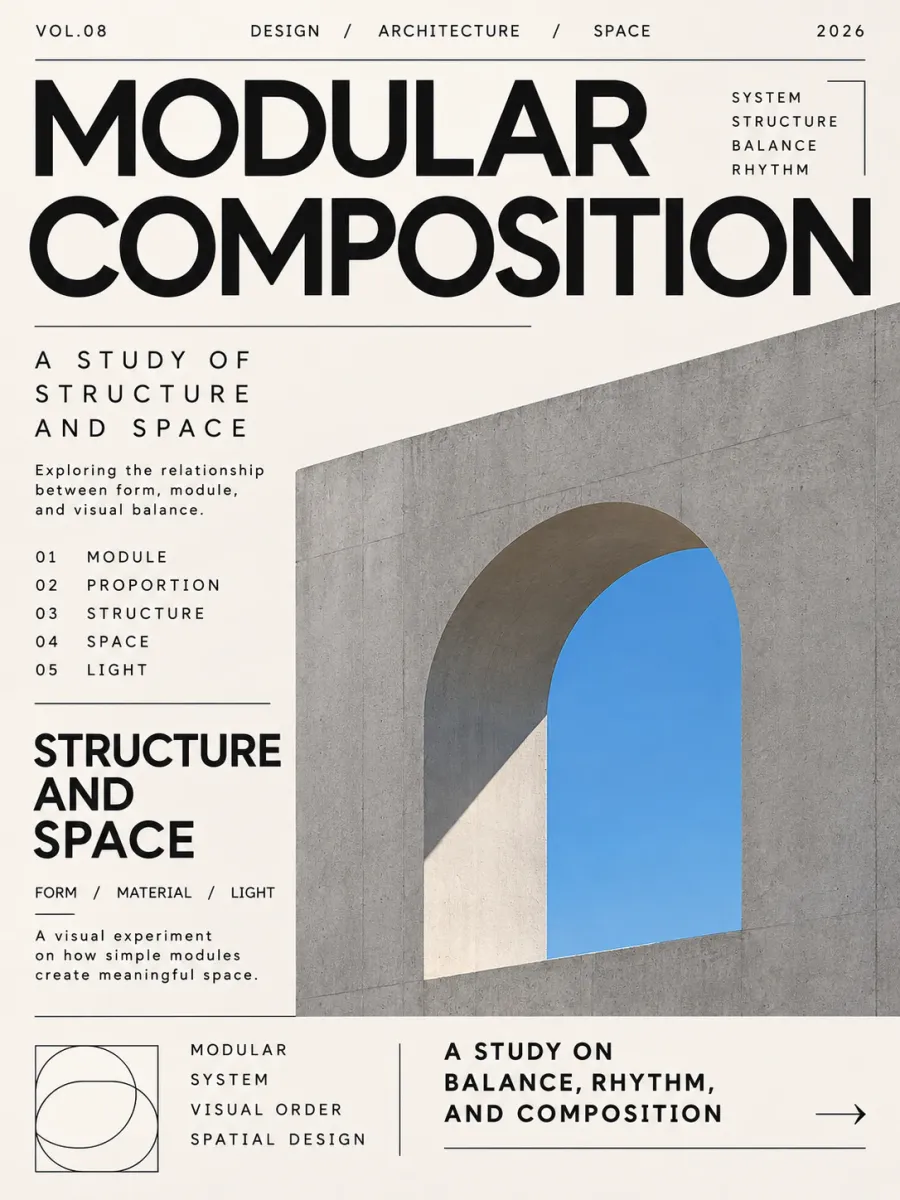 VOL.08 DESIGN / ARCHITECTURE / SPACE 2026
MODULAR
COMPOSITION
SYSTEM
STRUCTURE
BALANCE
RHYTHM
A STUDY OF
STRUCTURE
AND SPACE
Exploring the relationship
between form, module,
and visual balance.
01 MODULE
02 PROPORTION
03 STRUCTURE
04 SPACE
05 LIGHT
STRUCTURE
AND
SPACE
FORM / MATERIAL / LIGHT
A visual experiment
on how simple modules
create meaningful space.
MODULAR
SYSTEM
VISUAL ORDER
SPATIAL DESIGN
A STUDY ON
BALANCE, RHYTHM,
AND COMPOSITION